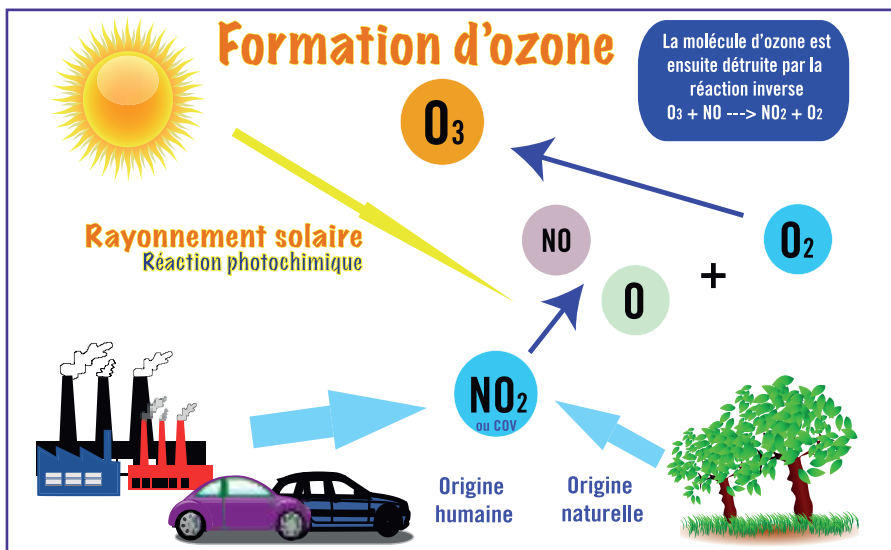 Formation d'ozone
La molécule d'ozone est
ensuite détruite par la
réaction inverse
O₃ + NO ---> NO₂ + O₂
O₃
Rayonnement solaire
Réaction photochimique
NO
O₂
O
+
NO₂
ou COV
Origine
humaine
Origine
naturelle